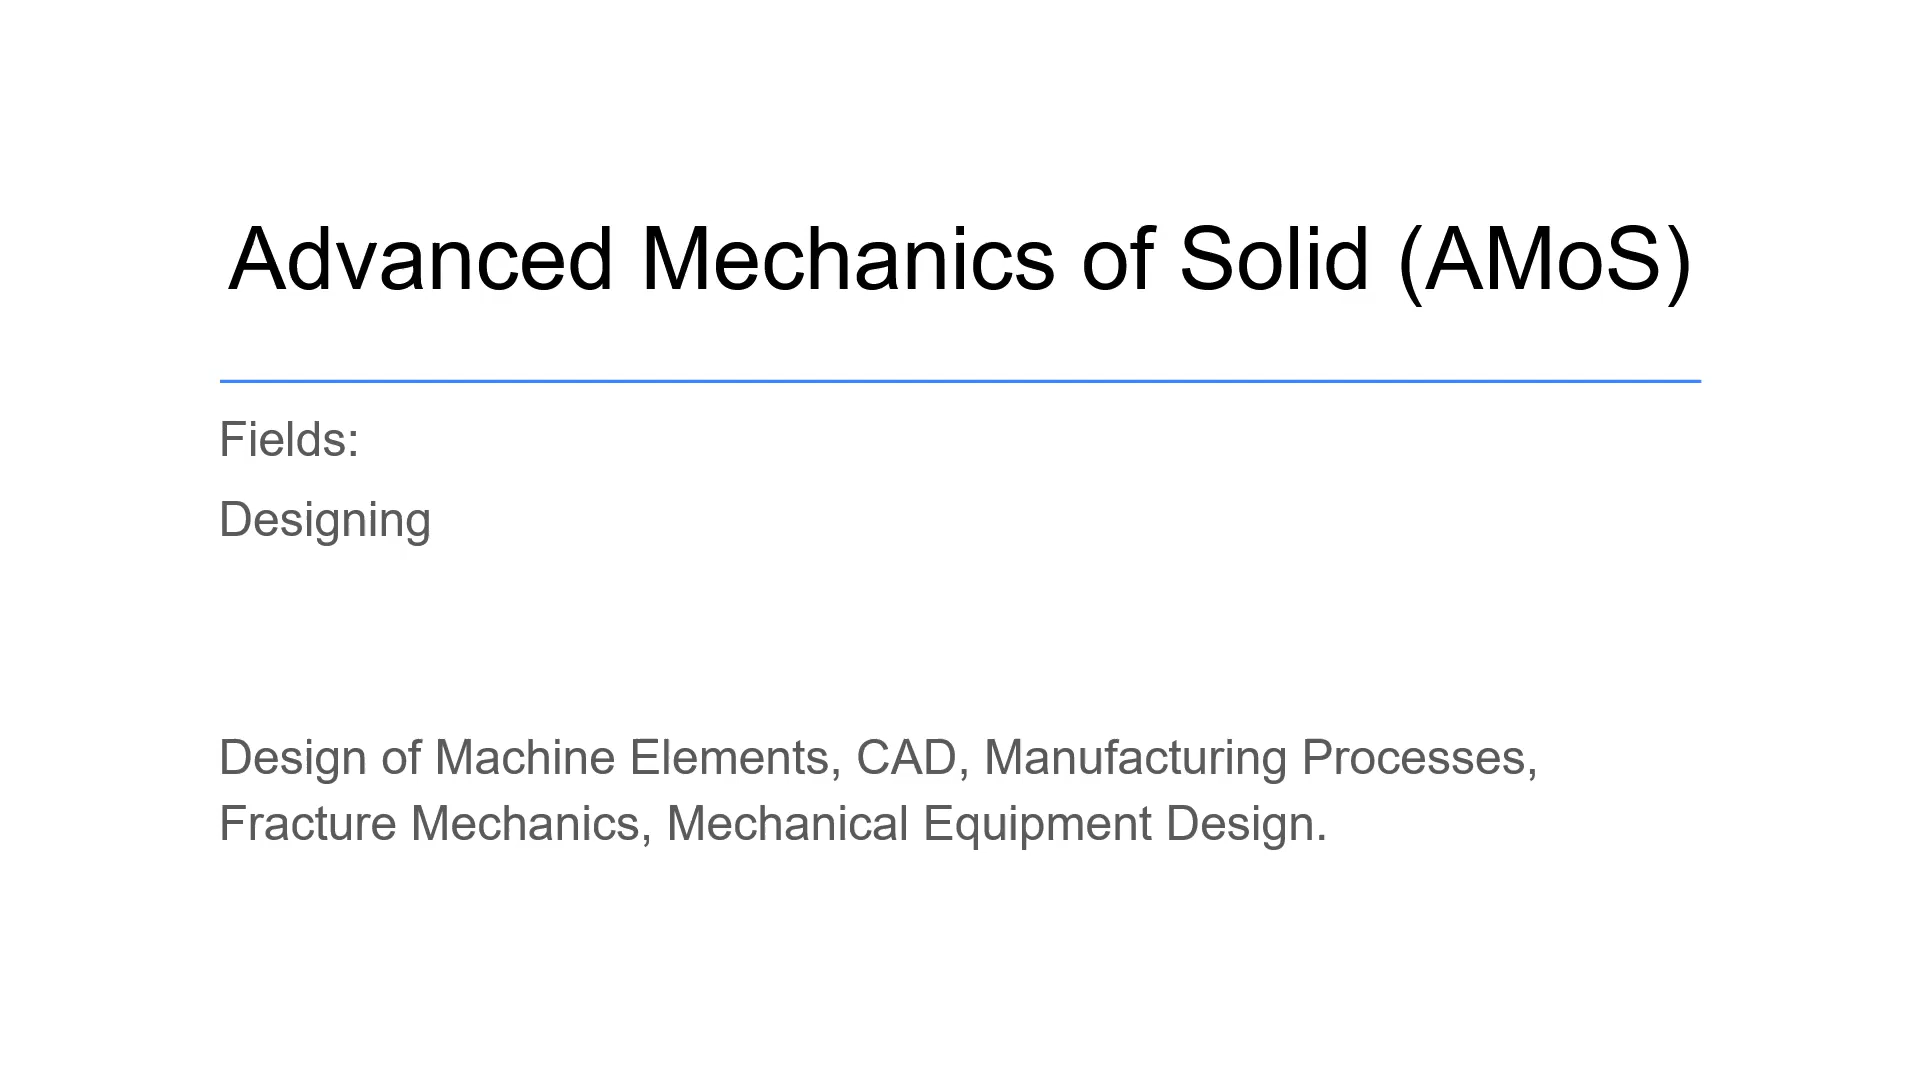 Advanced Mechanics of Solid (AMoS)
Fields:
Designing
Design of Machine Elements, CAD, Manufacturing Processes,
Fracture Mechanics, Mechanical Equipment Design.